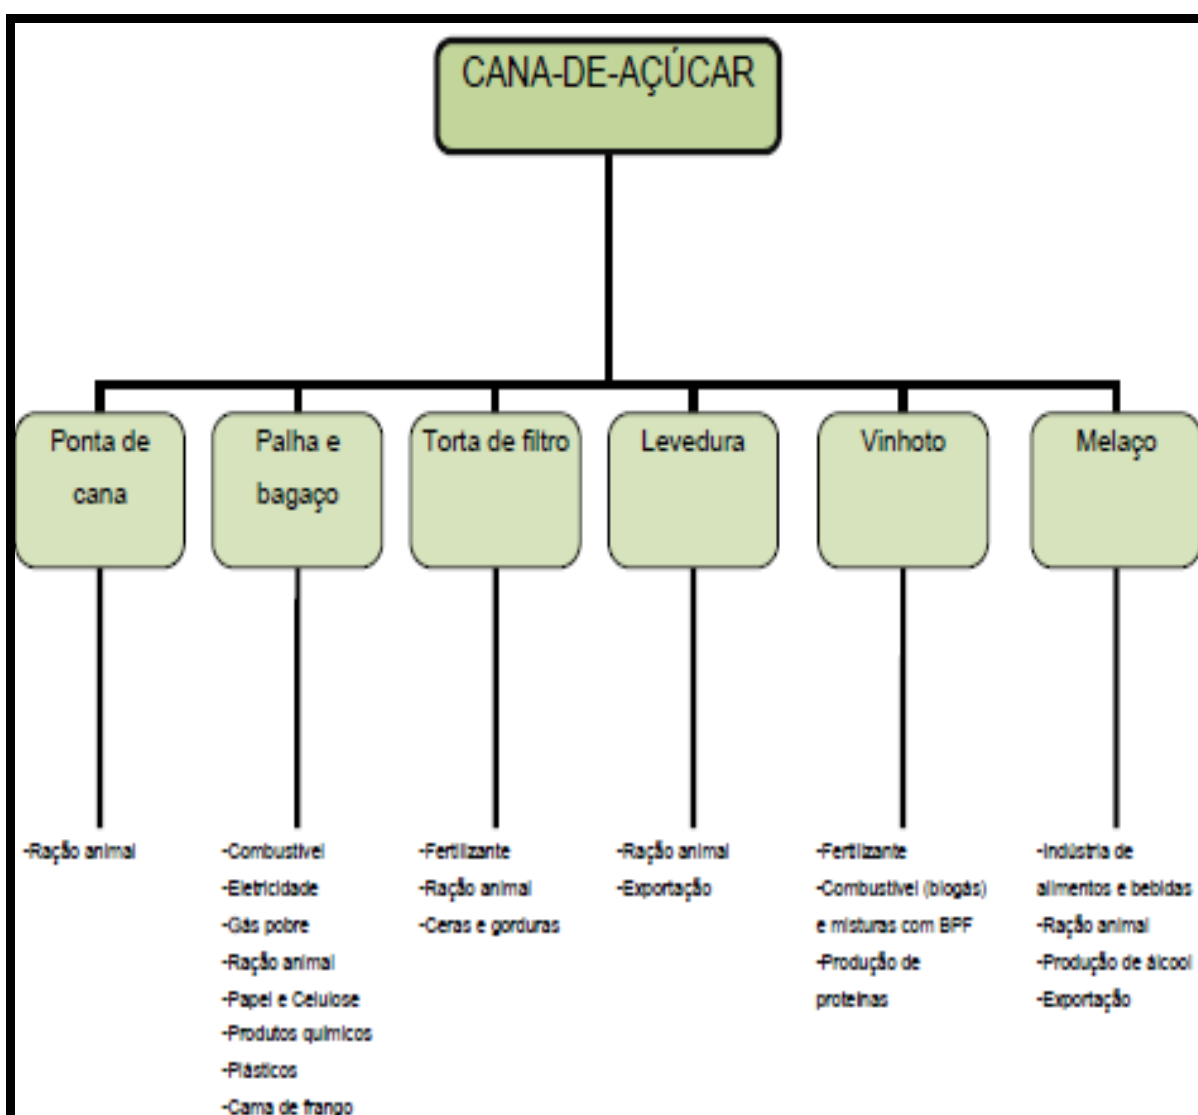 CANA-DE-AÇÚCAR
Ponta de
cana
Palha e
bagaço
Torta de filtro
Levedura
Vinhoto
Melaço
-Ração animal
-Combustível
-Eletricidade
-Gás pobre
-Ração animal
-Papel e Celulose
-Produtos químicos
-Plásticos
-Cama de frango
-Fertilizante
-Ração animal
-Ceras e gorduras
-Ração animal
-Exportação
-Fertilizante
-Combustível (biogás)
e misturas com BPF
-Produção de
proteínas
-Indústria de
alimentos e bebidas
-Ração animal
-Produção de álcool
-Exportação